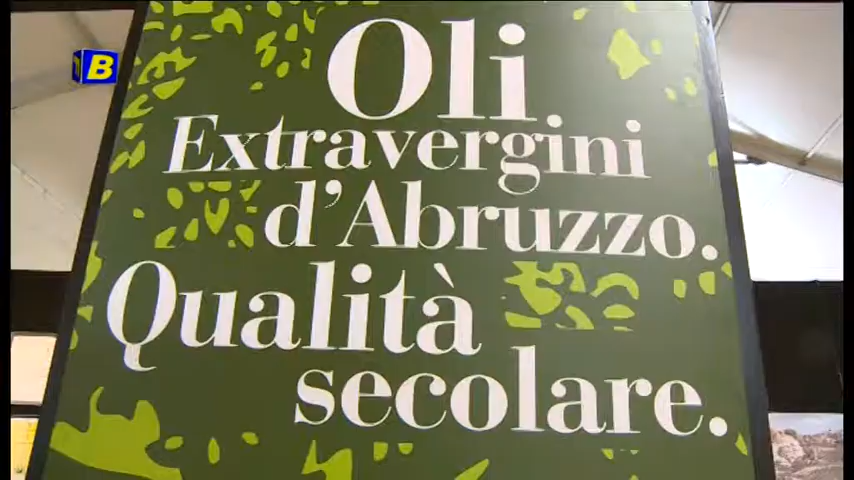 B
Oli
Extravergini
d'Abruzzo.
Qualità
secolare.